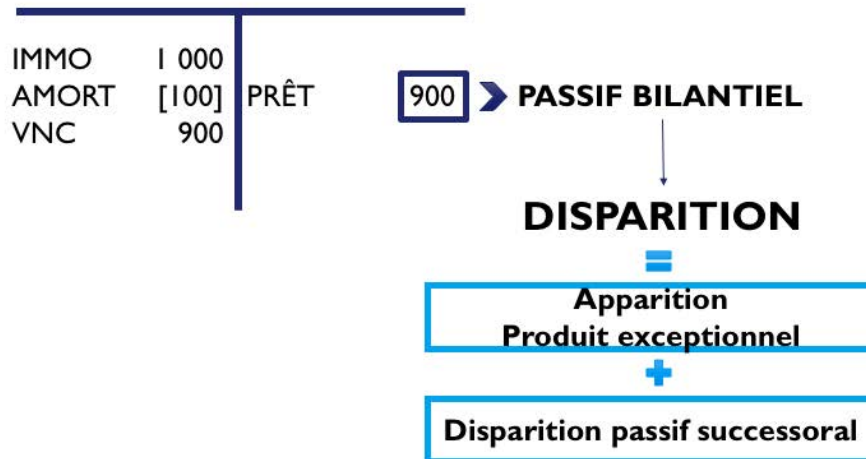 IMMO 1 000
AMORT [100] PRÊT 900 PASSIF BILANTIEL
VNC 900
DISPARITION
=
Apparition
Produit exceptionnel
+
Disparition passif successoral